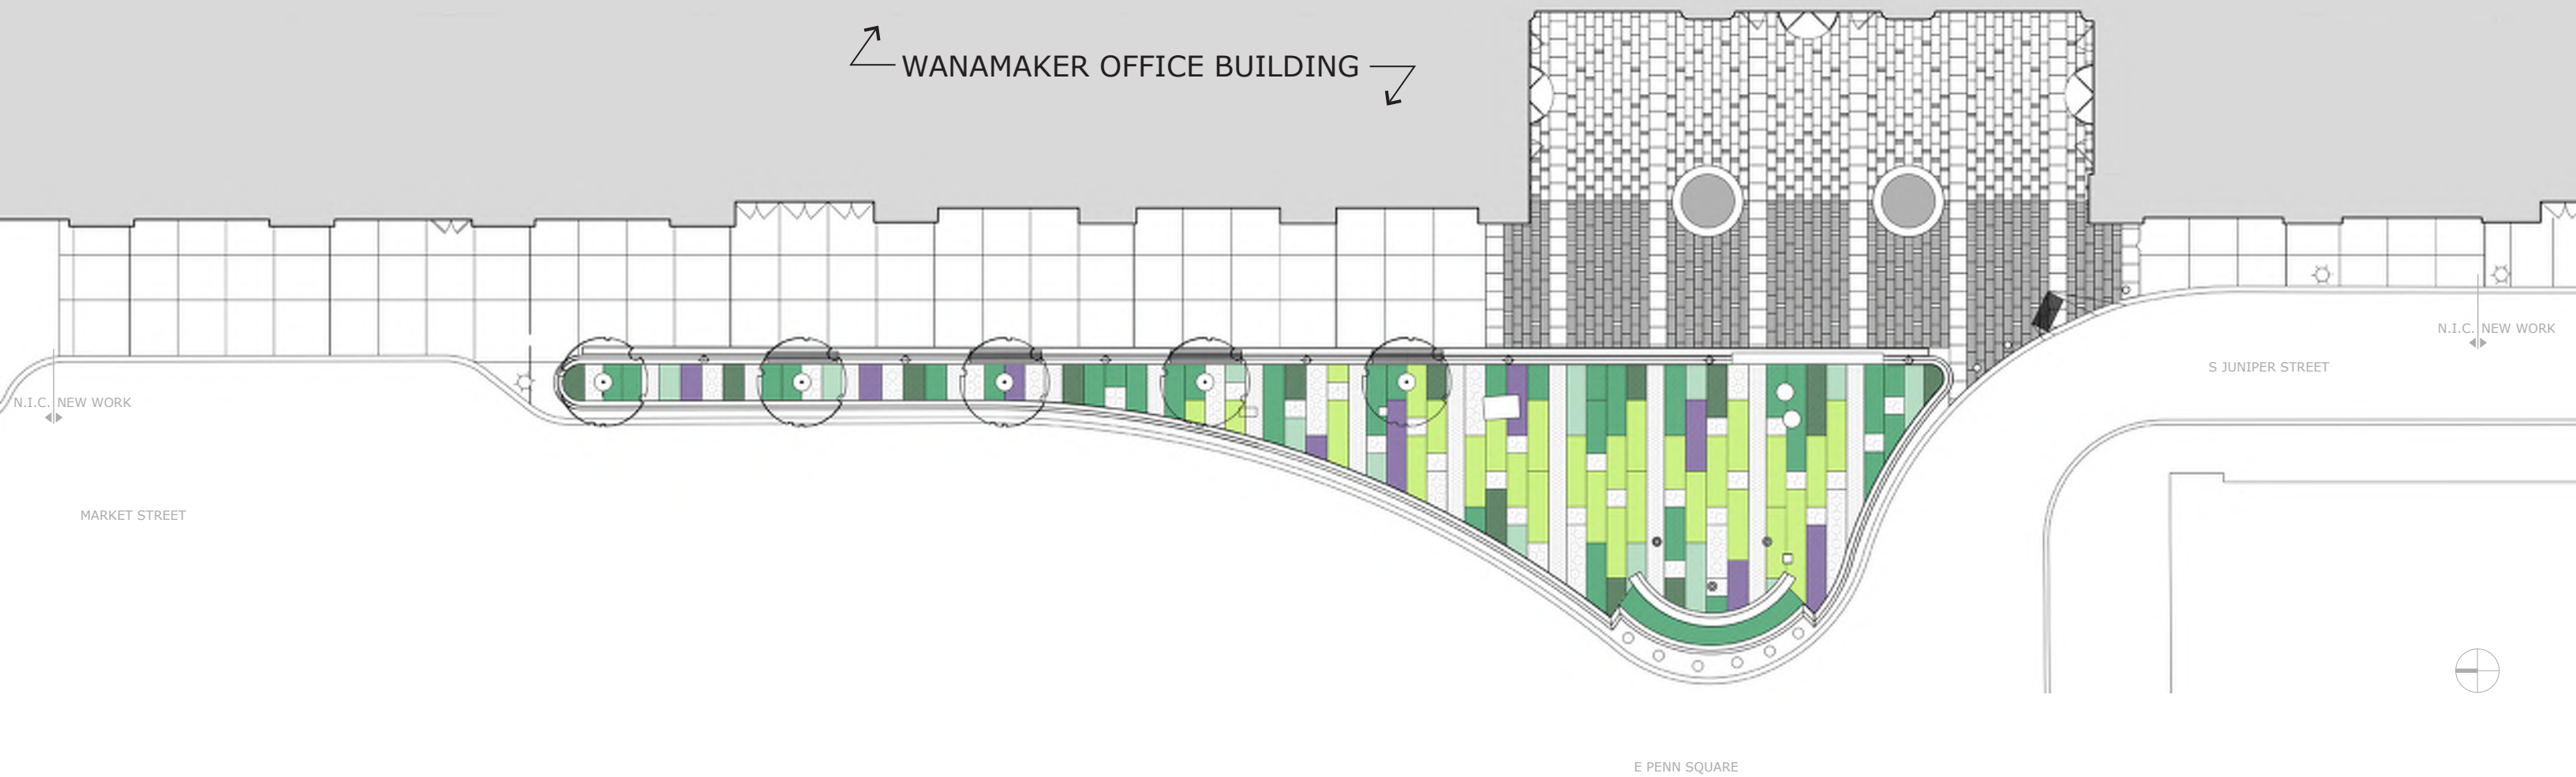 WANAMAKER OFFICE BUILDING
N.I.C. NEW WORK
S JUNIPER STREET
N.I.C. NEW WORK
MARKET STREET
E PENN SQUARE